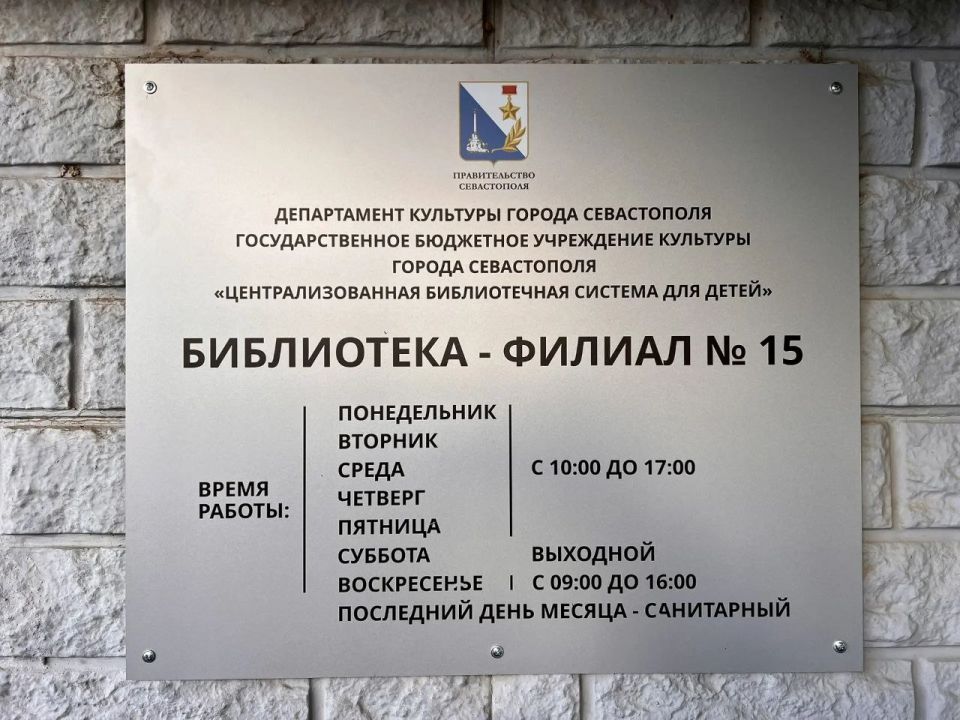 ПРАВИТЕЛЬСТВО
СЕВАСТОПОЛЯ
ДЕПАРТАМЕНТ КУЛЬТУРЫ ГОРОДА СЕВАСТОПОЛЯ
ГОСУДАРСТВЕННОЕ БЮДЖЕТНОЕ УЧРЕЖДЕНИЕ КУЛЬТУРЫ
ГОРОДА СЕВАСТОПОЛЯ
«ЦЕНТРАЛИЗОВАННАЯ БИБЛИОТЕЧНАЯ СИСТЕМА ДЛЯ ДЕТЕЙ»
БИБЛИОТЕКА - ФИЛИАЛ № 15
ВРЕМЯ
РАБОТЫ:
ПОНЕДЕЛЬНИК
ВТОРНИК
СРЕДА С 10:00 ДО 17:00
ЧЕТВЕРГ
ПЯТНИЦА
СУББОТА ВЫХОДНОЙ
ВОСКРЕСЕНЬЕ С 09:00 ДО 16:00
ПОСЛЕДНИЙ ДЕНЬ МЕСЯЦА - САНИТАРНЫЙ